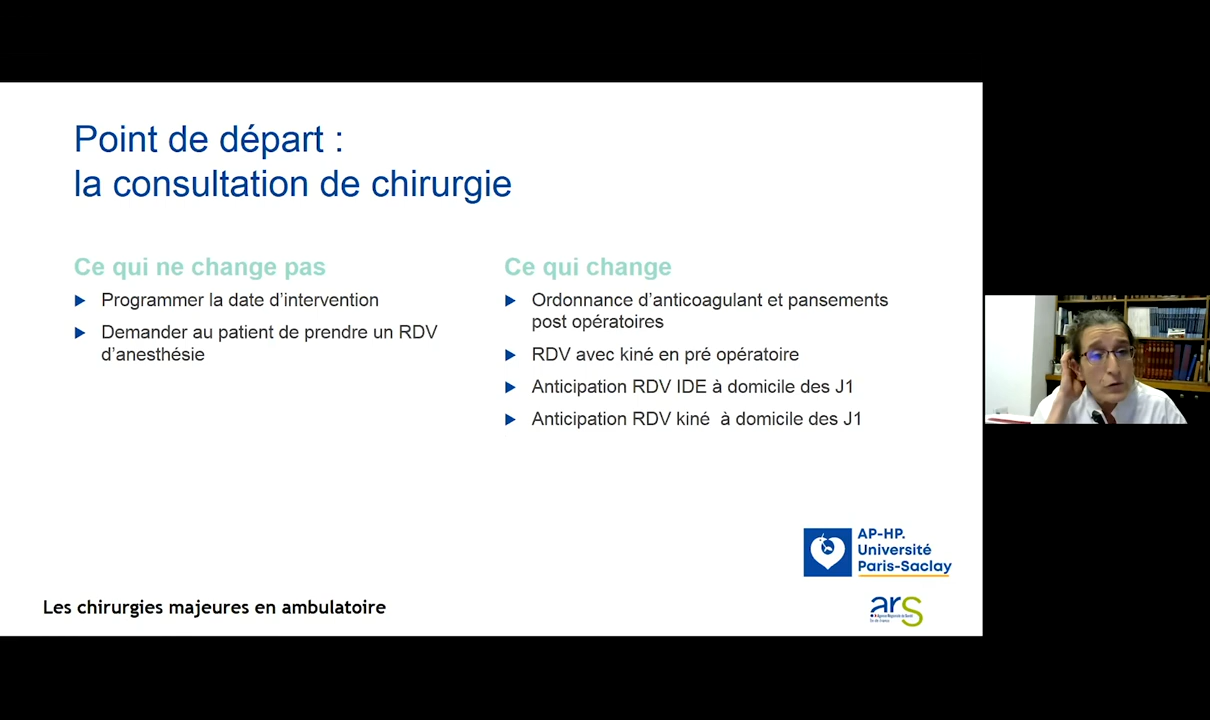 Point de départ :
la consultation de chirurgie
Ce qui ne change pas
Programmer la date d’intervention
Demander au patient de prendre un RDV
d’anesthésie
Ce qui change
Ordonnance d’anticoagulant et pansements
post opératoires
RDV avec kiné en pré opératoire
Anticipation RDV IDE à domicile des J1
Anticipation RDV kiné  à domicile des J1
AP-HP.
Université
Paris-Saclay
ars
Les chirurgies majeures en ambulatoire